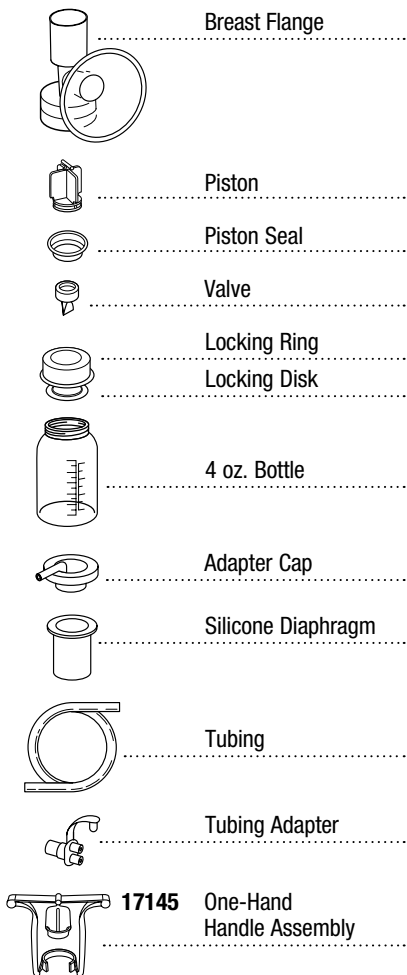 Breast Flange
Piston
Piston Seal
Valve
Locking Ring
Locking Disk
4 oz. Bottle
Adapter Cap
Silicone Diaphragm
Tubing
Tubing Adapter
17145 One-Hand
Handle Assembly